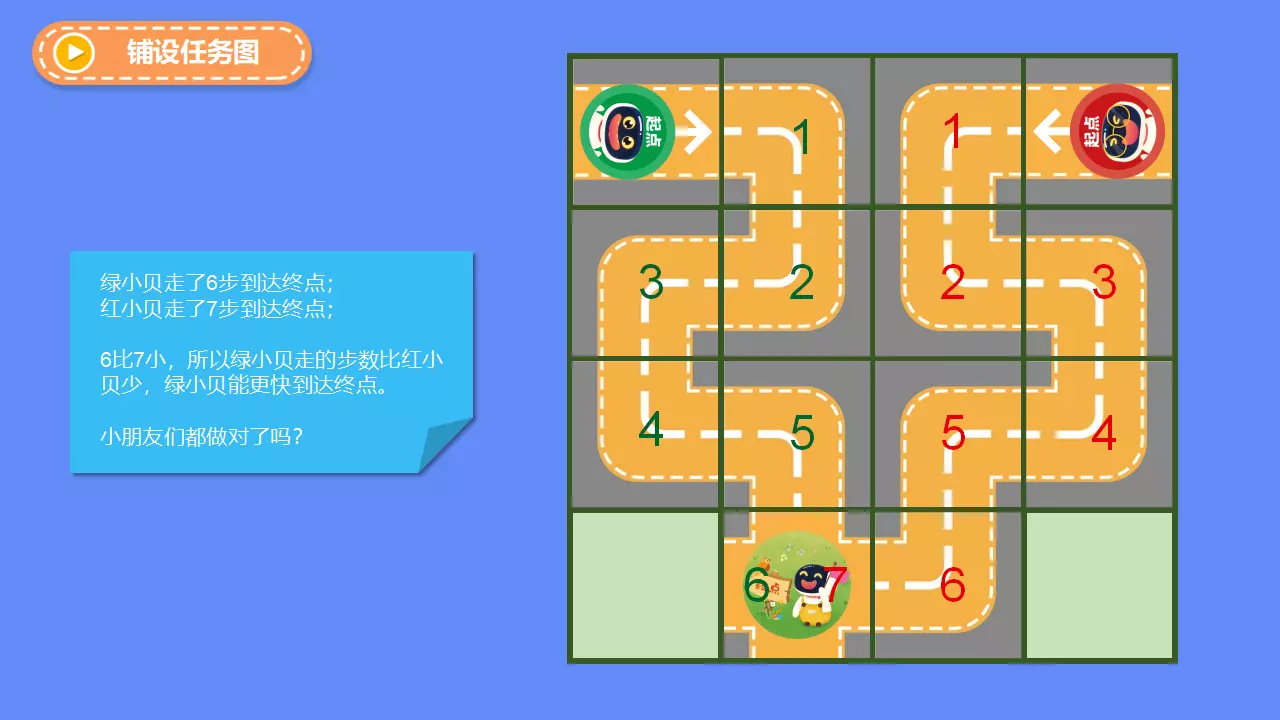 铺设任务图
起点
1
1
起点
绿小贝走了6步到达终点；
红小贝走了7步到达终点；
6比7小，所以绿小贝走的步数比红小
贝少，绿小贝能更快到达终点。
小朋友们都做对了吗？
3
2
2
3
4
5
5
4
6
7
6